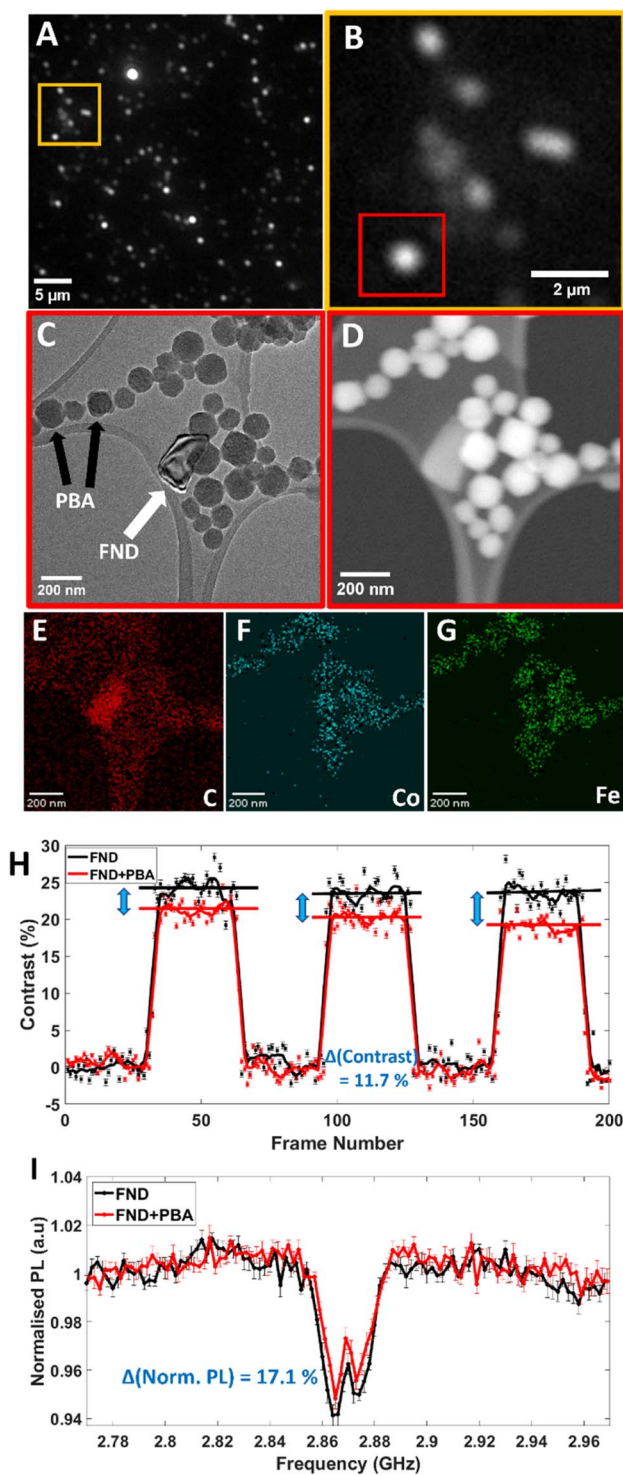 A
B
5 µm
2 µm
C
D
PBA
FND
200 nm
200 nm
E
F
G
200 nm
C
200 nm
Co
200 nm
Fe
H
FND
FND+PBA
30
25
20
15
10
5
0
-5
Contrast (%)
Δ(Contrast)
= 11.7 %
0 50 100 150 200
Frame Number
I
FND
FND+PBA
1.04
1.02
1
0.98
0.96
0.94
Normalised PL (a.u)
Δ(Norm. PL) = 17.1 %
2.78 2.8 2.82 2.84 2.86 2.88 2.9 2.92 2.94 2.96
Frequency (GHz)